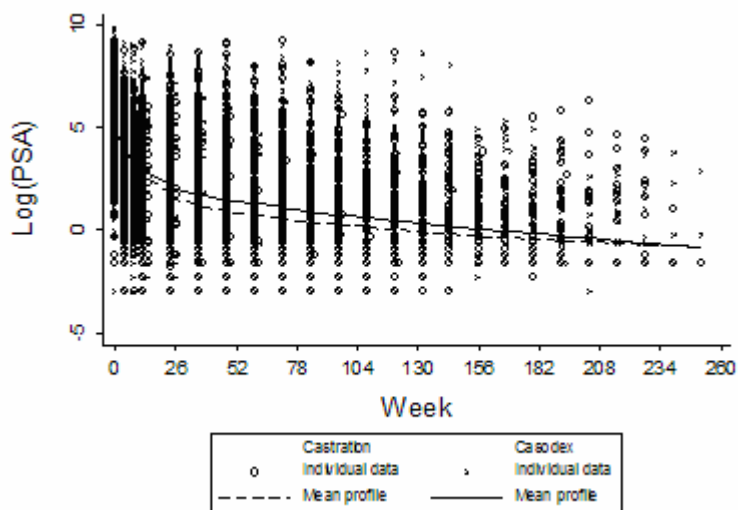 Log(PSA)
10
5
0
-5
0 26 52 78 104 130 156 182 208 234 260
Week
Castration Casodex
Individual data Individual data
Mean profile Mean profile